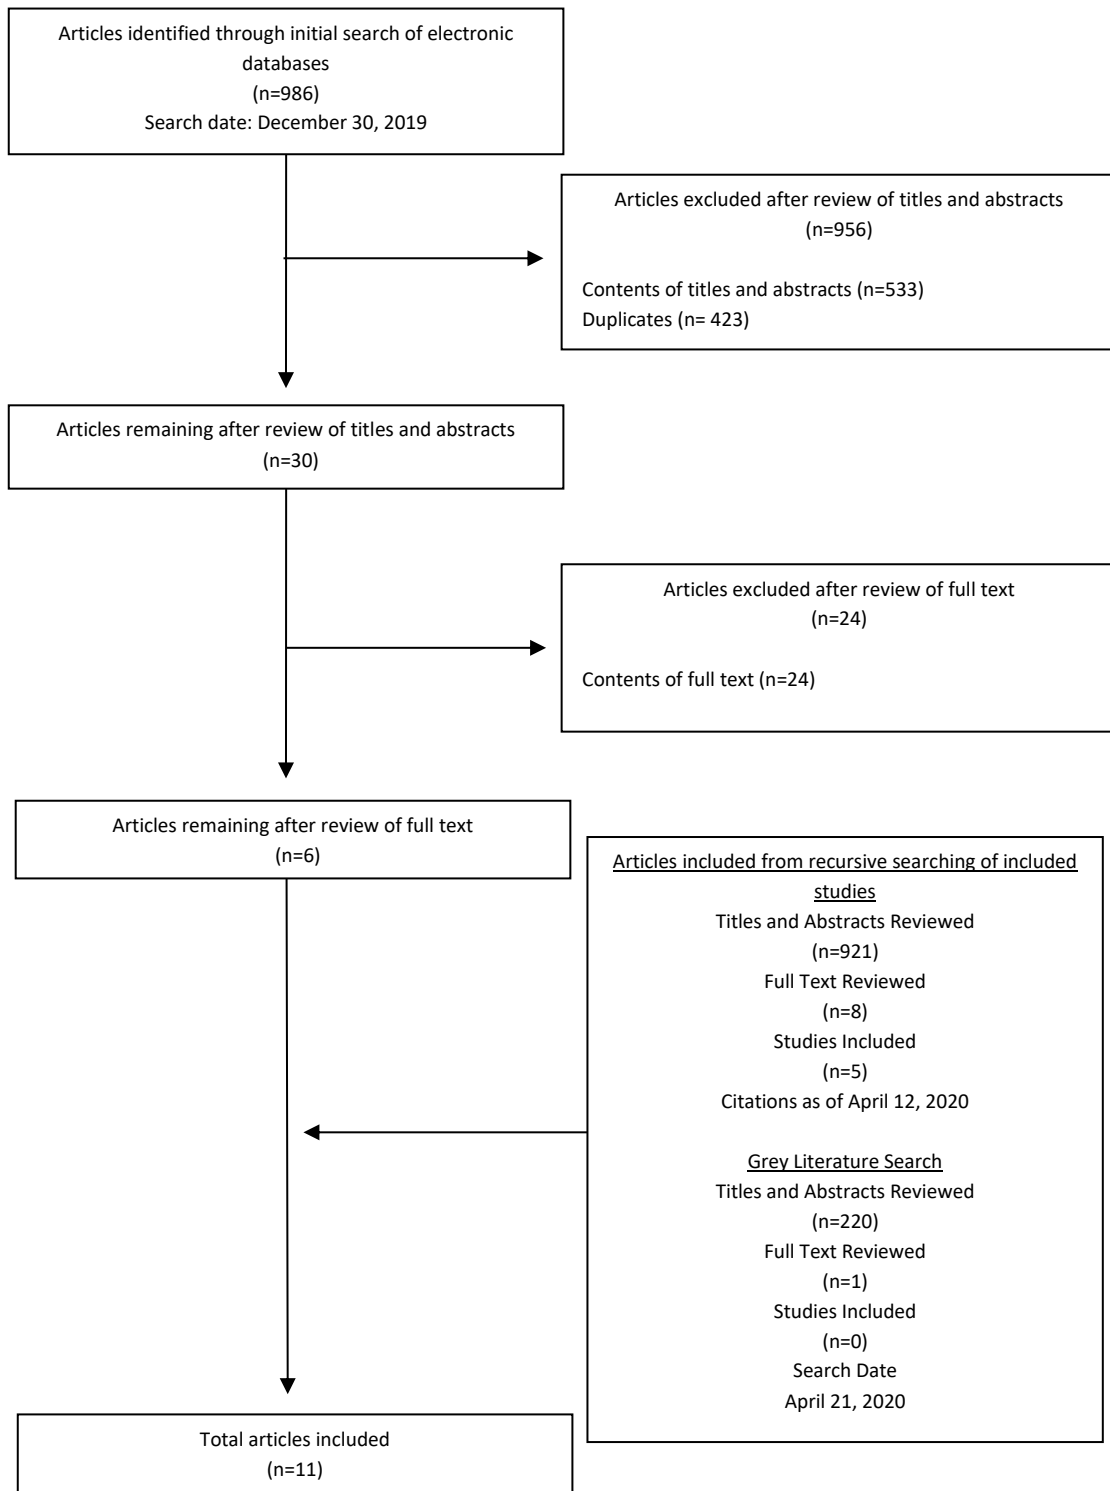 Articles identified through initial search of electronic
databases
(n=986)
Search date: December 30, 2019
Articles excluded after review of titles and abstracts
(n=956)
Contents of titles and abstracts (n=533)
Duplicates (n= 423)
Articles remaining after review of titles and abstracts
(n=30)
Articles excluded after review of full text
(n=24)
Contents of full text (n=24)
Articles remaining after review of full text
(n=6)
Articles included from recursive searching of included
studies
Titles and Abstracts Reviewed
(n=921)
Full Text Reviewed
(n=8)
Studies Included
(n=5)
Citations as of April 12, 2020
Grey Literature Search
Titles and Abstracts Reviewed
(n=220)
Full Text Reviewed
(n=1)
Studies Included
(n=0)
Search Date
April 21, 2020
Total articles included
(n=11)